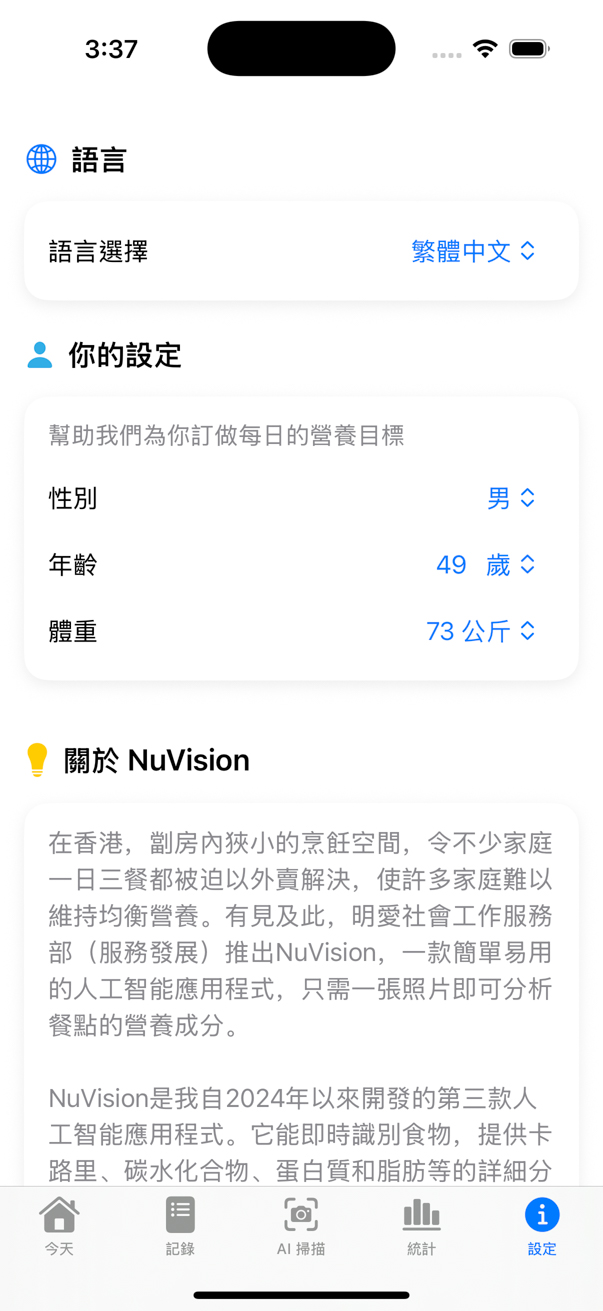 3:37
語言
語言選擇 繁體中文
你的設定
幫助我們為你訂做每日的營養目標
性別 男
年齡 49 歲
體重 73 公斤
關於 NuVision
在香港，劏房內狹小的烹飪空間，令不少家庭
一日三餐都被迫以外賣解決，使許多家庭難以
維持均衡營養。有見及此，明愛社會工作服務
部（服務發展）推出NuVision，一款簡單易用
的人工智能應用程式，只需一張照片即可分析
餐點的營養成分。
NuVision是我自2024年以來開發的第三款人
工智能應用程式。它能即時識別食物，提供卡
路里、碳水化合物、蛋白質和脂肪等的詳細分
今天 記錄 AI 掃描 統計 設定